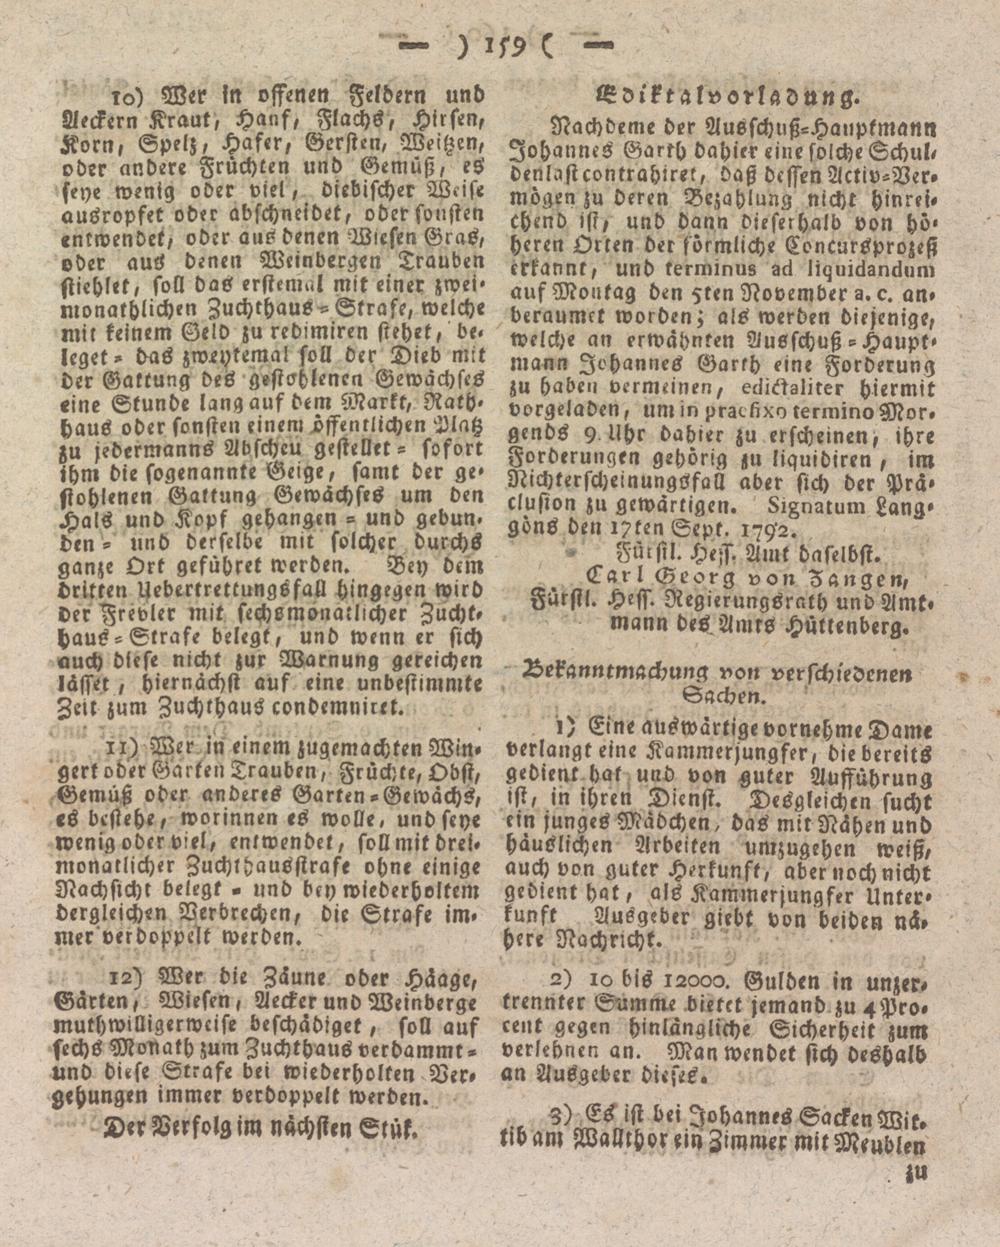 — ) 159 ( —
10) Wer in offenen Feldern und
Aeckern Kraut, Hanf, Flachs, Hirsen,
Korn, Spelz, Hafer, Gersten, Weitzen,
oder andere Früchten und Gemüß, es
seye wenig oder viel, diebischer Weise
ausropfet oder abschneidet, oder sonsten
entwendet, oder aus denen Wiesen Gras,
oder aus denen Weinbergen Trauben
stiehlet, soll das erstemal mit einer zwei-
monathlichen Zuchthaus=Strafe, welche
mit keinem Geld zu redimiren stehet, be-
leget = das zweytemal soll der Dieb mit
der Gattung des gestohlenen Gewächses
eine Stunde lang auf dem Markt, Rath-
haus oder sonsten einem öffentlichen Platz
zu jedermanns Abscheu gestellet = sofort
ihm die sogenannte Geige, samt der ge-
stohlenen Gattung Gewächses um den
Hals und Kopf gehangen = und gebun-
den = und derselbe mit solcher durchs
ganze Ort geführet werden. Bey dem
dritten Uebertrettungsfall hingegen wird
der Frevler mit sechsmonatlicher Zucht-
haus=Strafe belegt, und wenn er sich
auch diese nicht zur Warnung gereichen
lässet, hiernächst auf eine unbestimmte
Zeit zum Zuchthaus condemniret.
11) Wer in einem zugemachten Win-
gert oder Garten Trauben, Früchte, Obst,
Gemüß oder anderes Garten=Gewächs,
es bestehe, worinnen es wolle, und seye
wenig oder viel, entwendet, soll mit drei-
monatlicher Zuchthausstrafe ohne einige
Nachsicht belegt = und bey wiederholtem
dergleichen Verbrechen, die Strafe im-
mer verdoppelt werden.
12) Wer die Zäune oder Häage,
Gärten, Wiesen, Aecker und Weinberge
muthwilligerweise beschädiget, soll auf
sechs Monath zum Zuchthaus verdammt =
und diese Strafe bei wiederholten Ver-
gehungen immer verdoppelt werden.
Der Verfolg im nächsten Stük.
Ediktalvorladung.
Nachdeme der Ausschuß=Hauptmann
Johannes Garth dahier eine solche Schul-
denlast contrahiret, daß dessen Activ=Ver-
mögen zu deren Bezahlung nicht hinrei-
chend ist, und dann dieserhalb von hö-
heren Orten der förmliche Concursprozeß
erkannt, und terminus ad liquidandum
auf Montag den 5ten November a. c. an-
beraumet worden; als werden diejenige,
welche an erwähnten Ausschuß=Haupt-
mann Johannes Garth eine Forderung
zu haben vermeinen, edictaliter hiermit
vorgeladen, um in praefixo termino Mor-
gends 9. Uhr dahier zu erscheinen, ihre
Forderungen gehörig zu liquidiren, im
Nichterscheinungsfall aber sich der Prä-
clusion zu gewärtigen. Signatum Lang-
göns den 17ten Sept. 1792.
Fürstl. Hess. Amt daselbst.
Carl Georg von Zangen,
Fürstl. Hess. Regierungsrath und Amt-
mann des Amts Hüttenberg.
Bekanntmachung von verschiedenen
Sachen.
1) Eine auswärtige vornehme Dame
verlangt eine Kammerjungfer, die bereits
gedient hat und von guter Aufführung
ist, in ihren Dienst. Desgleichen sucht
ein junges Mädchen, das mit Nähen und
häuslichen Arbeiten umzugehen weiß,
auch von guter Herkunft, aber noch nicht
gedient hat, als Kammerjungfer Unter-
kunft Ausgeber giebt von beiden nä-
here Nachricht.
2) 10 bis 12000. Gulden in unzer-
trennter Summe bietet jemand zu 4 Pro-
cent gegen hinlängliche Sicherheit zum
verlehnen an. Man wendet sich deshalb
an Ausgeber dieses.
3) Es ist bei Johannes Sacken Wit-
tib am Wallthor ein Zimmer mit Meublen
zu